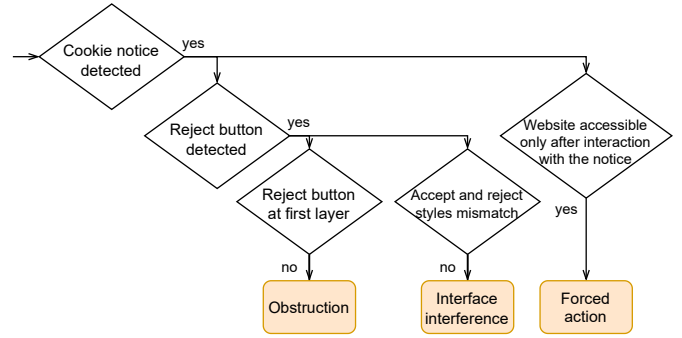 Cookie notice
detected
yes
Reject button
detected
yes
Website accessible
only after interaction
with the notice
Reject button
at first layer
Accept and reject
styles mismatch
yes
no
no
Obstruction
Interface
interference
Forced
action